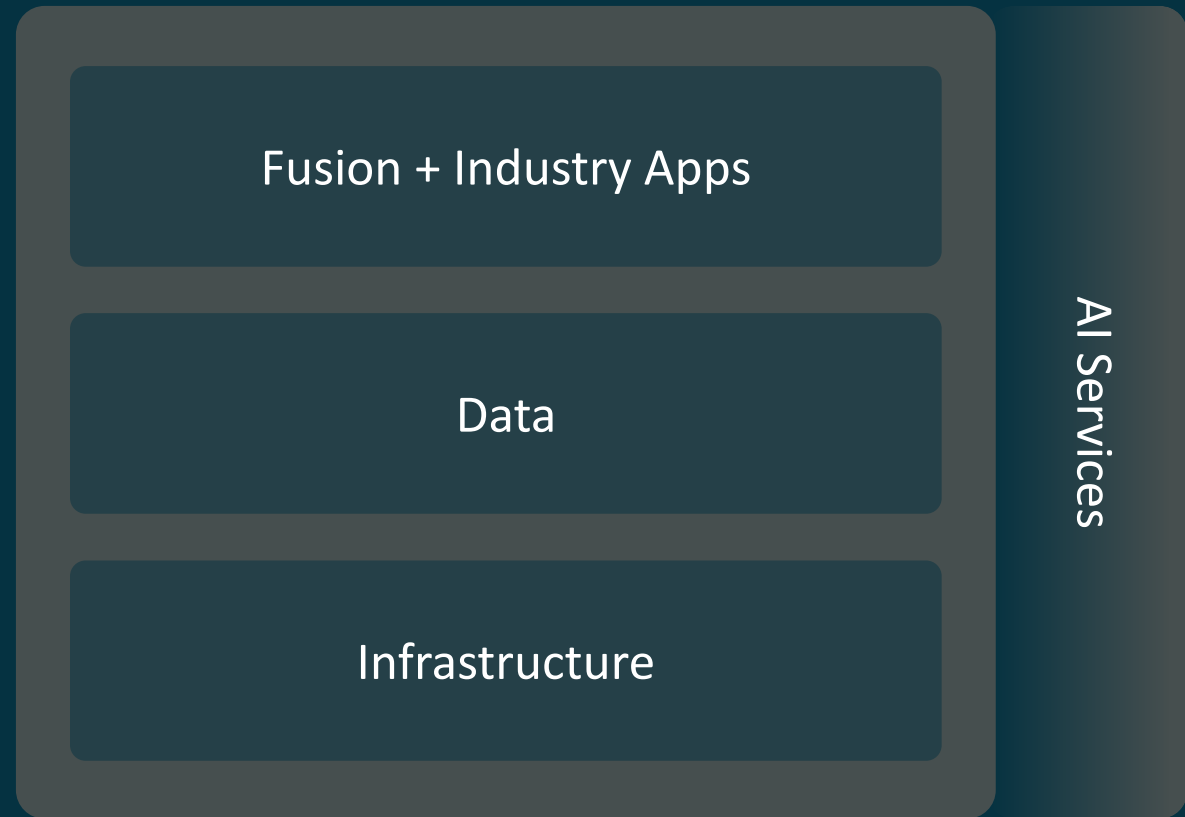 Fusion + Industry Apps
Data
Infrastructure
AI Services